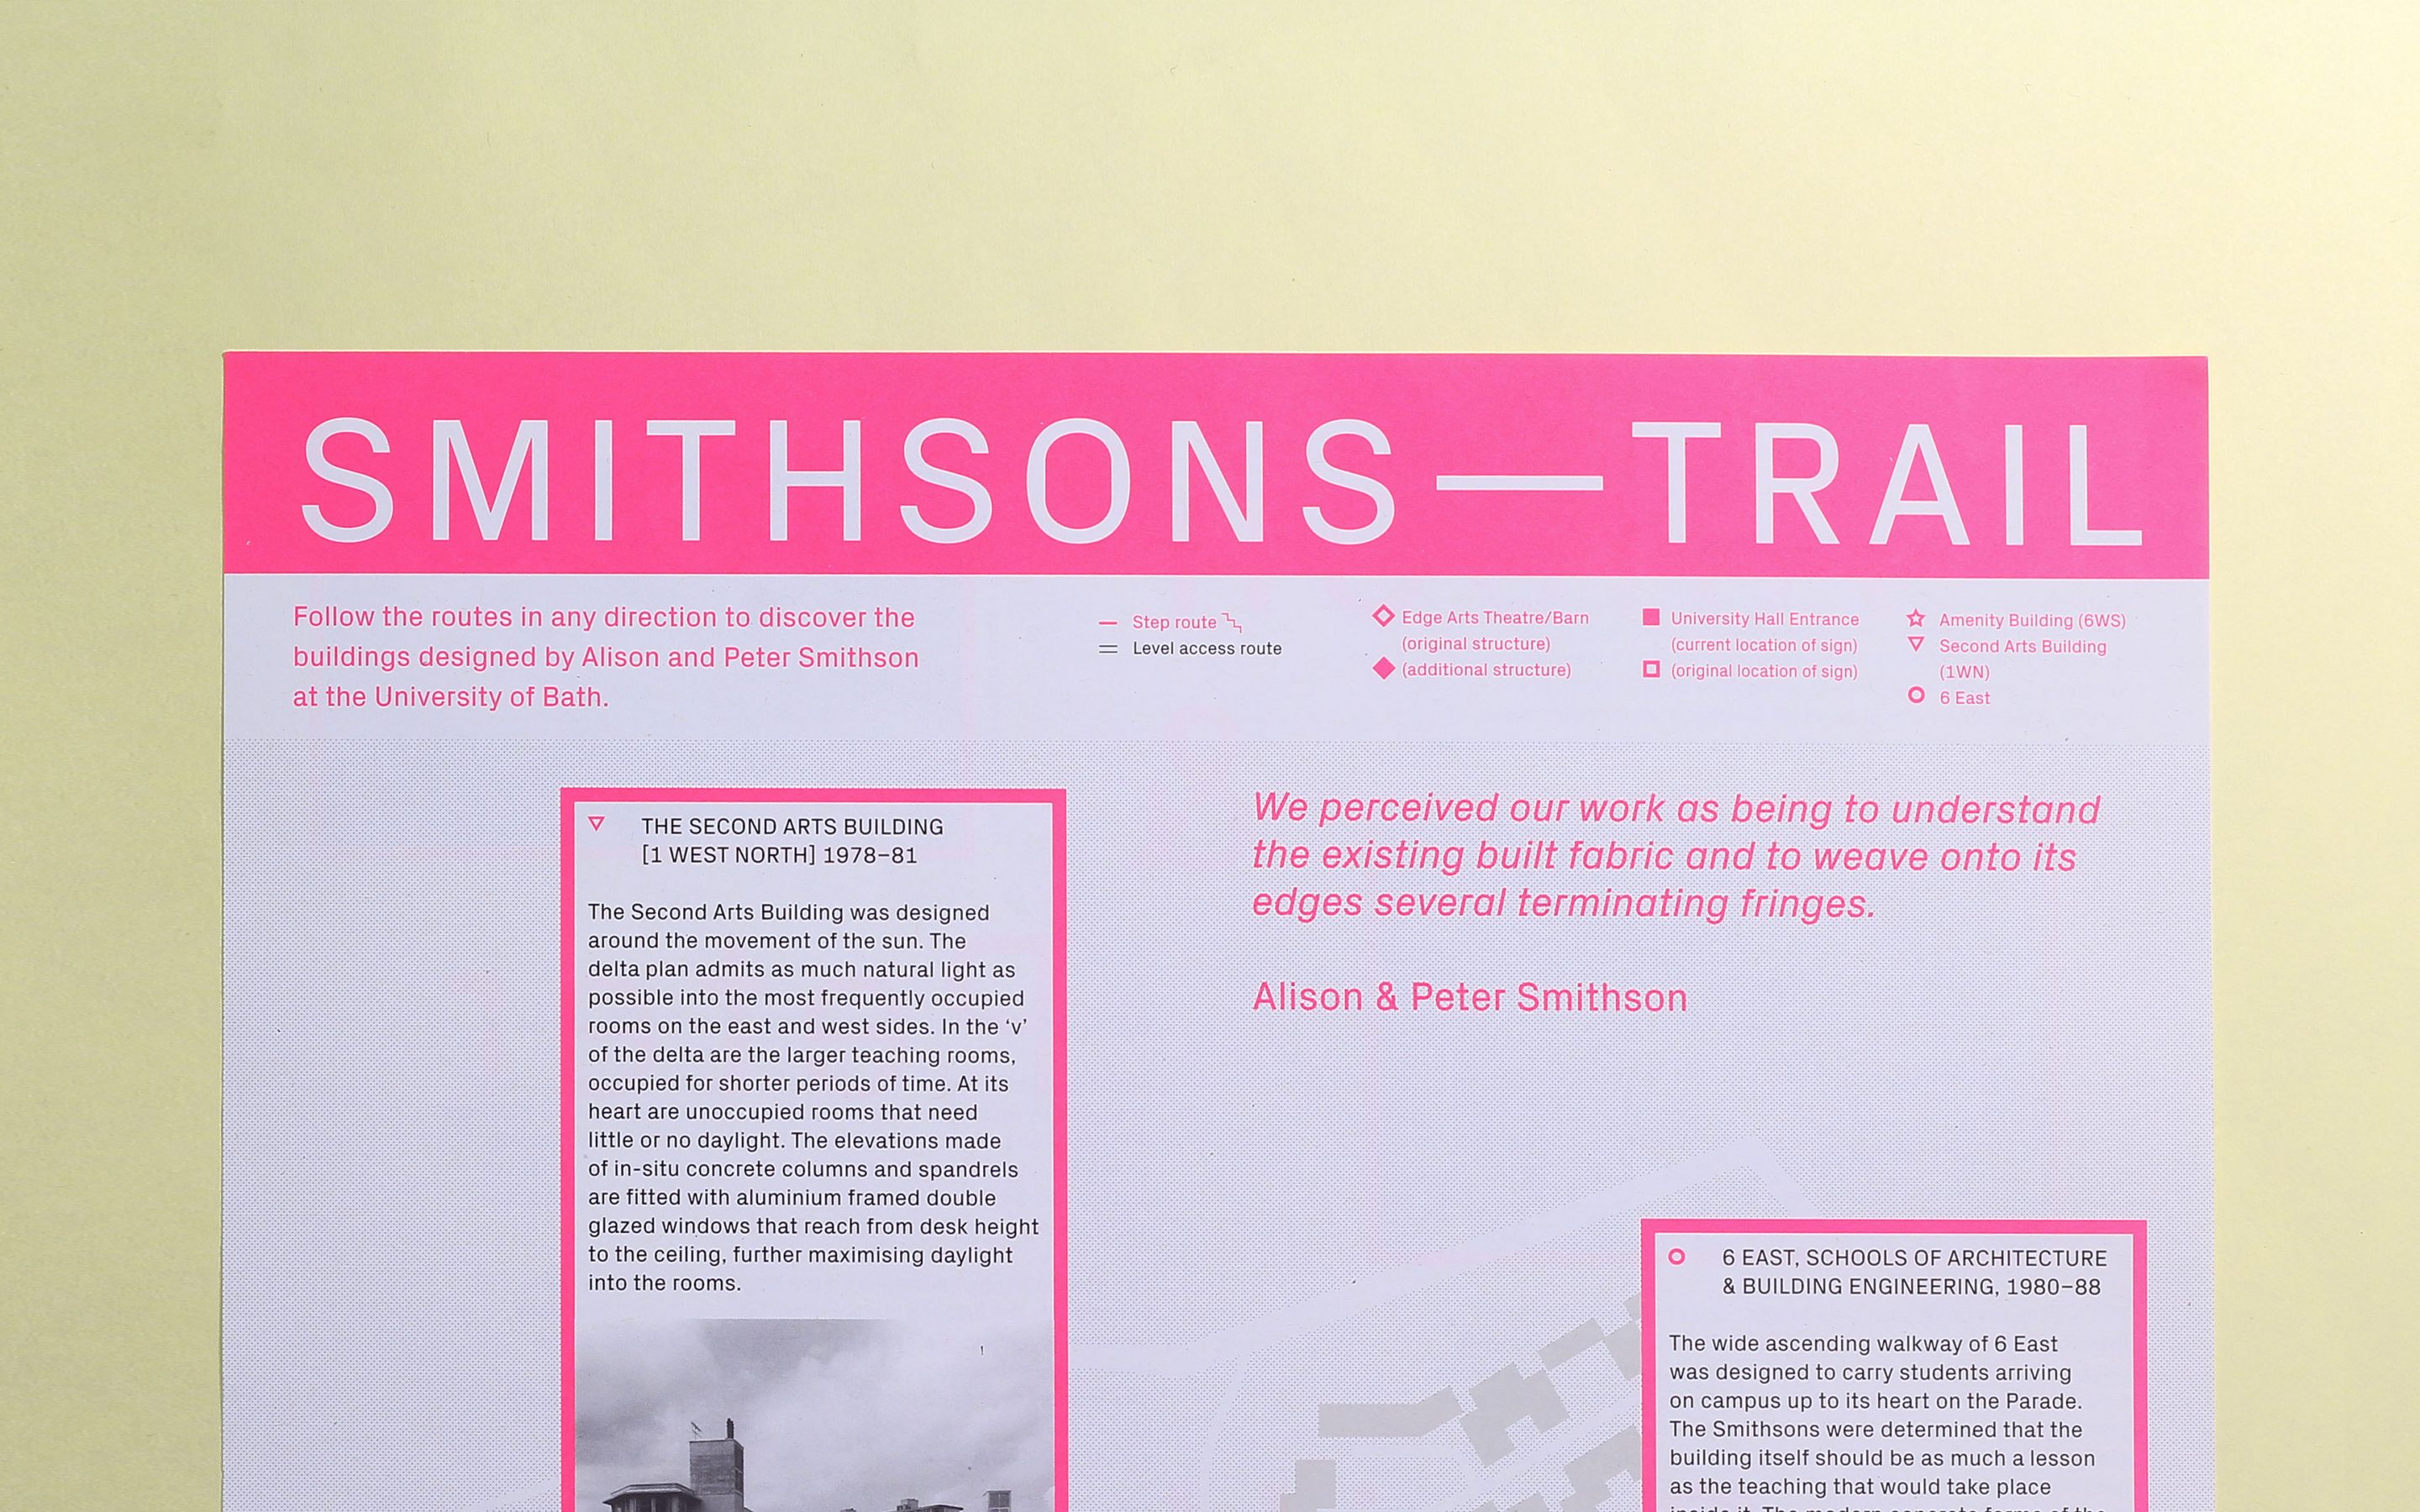 SMITHSONS—TRAIL
Follow the routes in any direction to discover the
buildings designed by Alison and Peter Smithson
at the University of Bath.
Step route
Level access route
Edge Arts Theatre/Barn
(original structure)
(additional structure)
University Hall Entrance
(current location of sign)
(original location of sign)
Amenity Building (6WS)
Second Arts Building
(1WN)
6 East
THE SECOND ARTS BUILDING
[1 WEST NORTH] 1978–81
The Second Arts Building was designed
around the movement of the sun. The
delta plan admits as much natural light as
possible into the most frequently occupied
rooms on the east and west sides. In the ‘v’
of the delta are the larger teaching rooms,
occupied for shorter periods of time. At its
heart are unoccupied rooms that need
little or no daylight. The elevations made
of in-situ concrete columns and spandrels
are fitted with aluminium framed double
glazed windows that reach from desk height
to the ceiling, further maximising daylight
into the rooms.
We perceived our work as being to understand
the existing built fabric and to weave onto its
edges several terminating fringes.
Alison & Peter Smithson
6 EAST, SCHOOLS OF ARCHITECTURE
& BUILDING ENGINEERING, 1980–88
The wide ascending walkway of 6 East
was designed to carry students arriving
on campus up to its heart on the Parade.
The Smithsons were determined that the
building itself should be as much a lesson
as the teaching that would take place